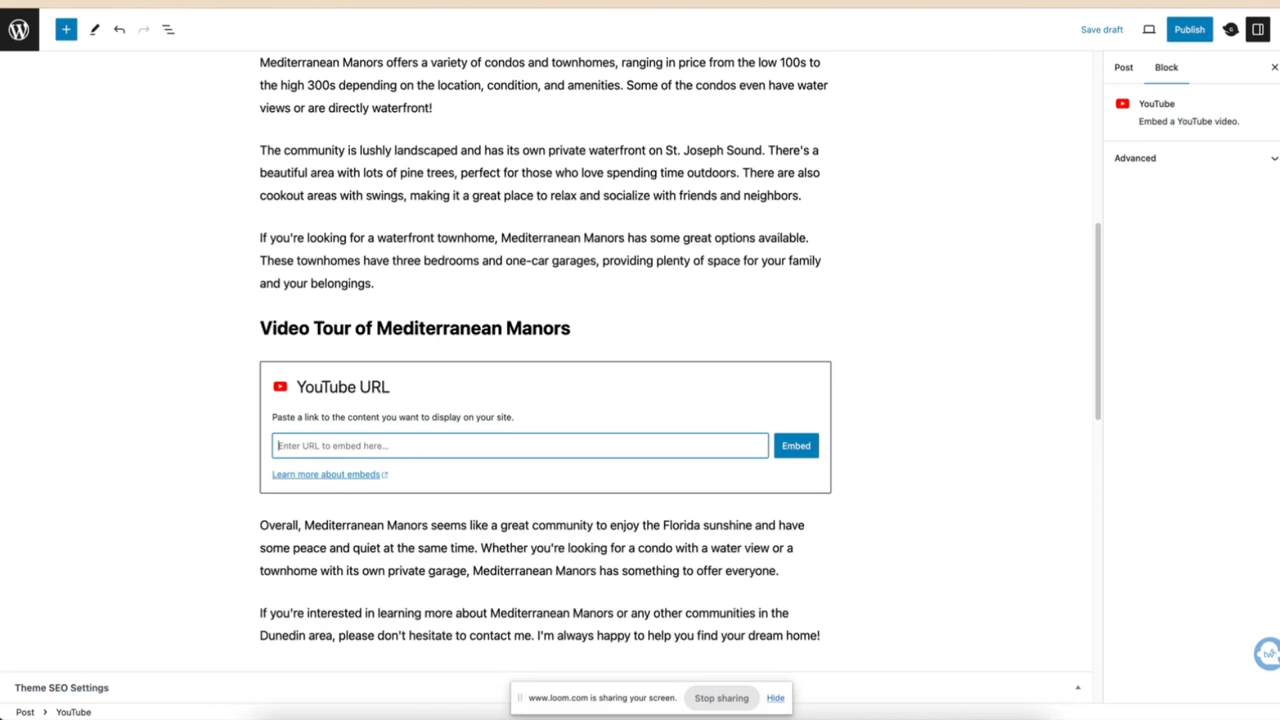 Save draft
Publish
Mediterranean Manors offers a variety of condos and townhomes, ranging in price from the low 100s to
the high 300s depending on the location, condition, and amenities. Some of the condos even have water
views or are directly waterfront!
The community is lushly landscaped and has its own private waterfront on St. Joseph Sound. There's a
beautiful area with lots of pine trees, perfect for those who love spending time outdoors. There are also
cookout areas with swings, making it a great place to relax and socialize with friends and neighbors.
If you're looking for a waterfront townhome, Mediterranean Manors has some great options available.
These townhomes have three bedrooms and one-car garages, providing plenty of space for your family
and your belongings.
Video Tour of Mediterranean Manors
YouTube URL
Paste a link to the content you want to display on your site.
Enter URL to embed here...
Embed
Learn more about embeds
Overall, Mediterranean Manors seems like a great community to enjoy the Florida sunshine and have
some peace and quiet at the same time. Whether you're looking for a condo with a water view or a
townhome with its own private garage, Mediterranean Manors has something to offer everyone.
If you're interested in learning more about Mediterranean Manors or any other communities in the
Dunedin area, please don't hesitate to contact me. I'm always happy to help you find your dream home!
Post
Block
YouTube
Embed a YouTube video.
Advanced
Theme SEO Settings
www.loom.com is sharing your screen.
Stop sharing
Hide
Post > YouTube